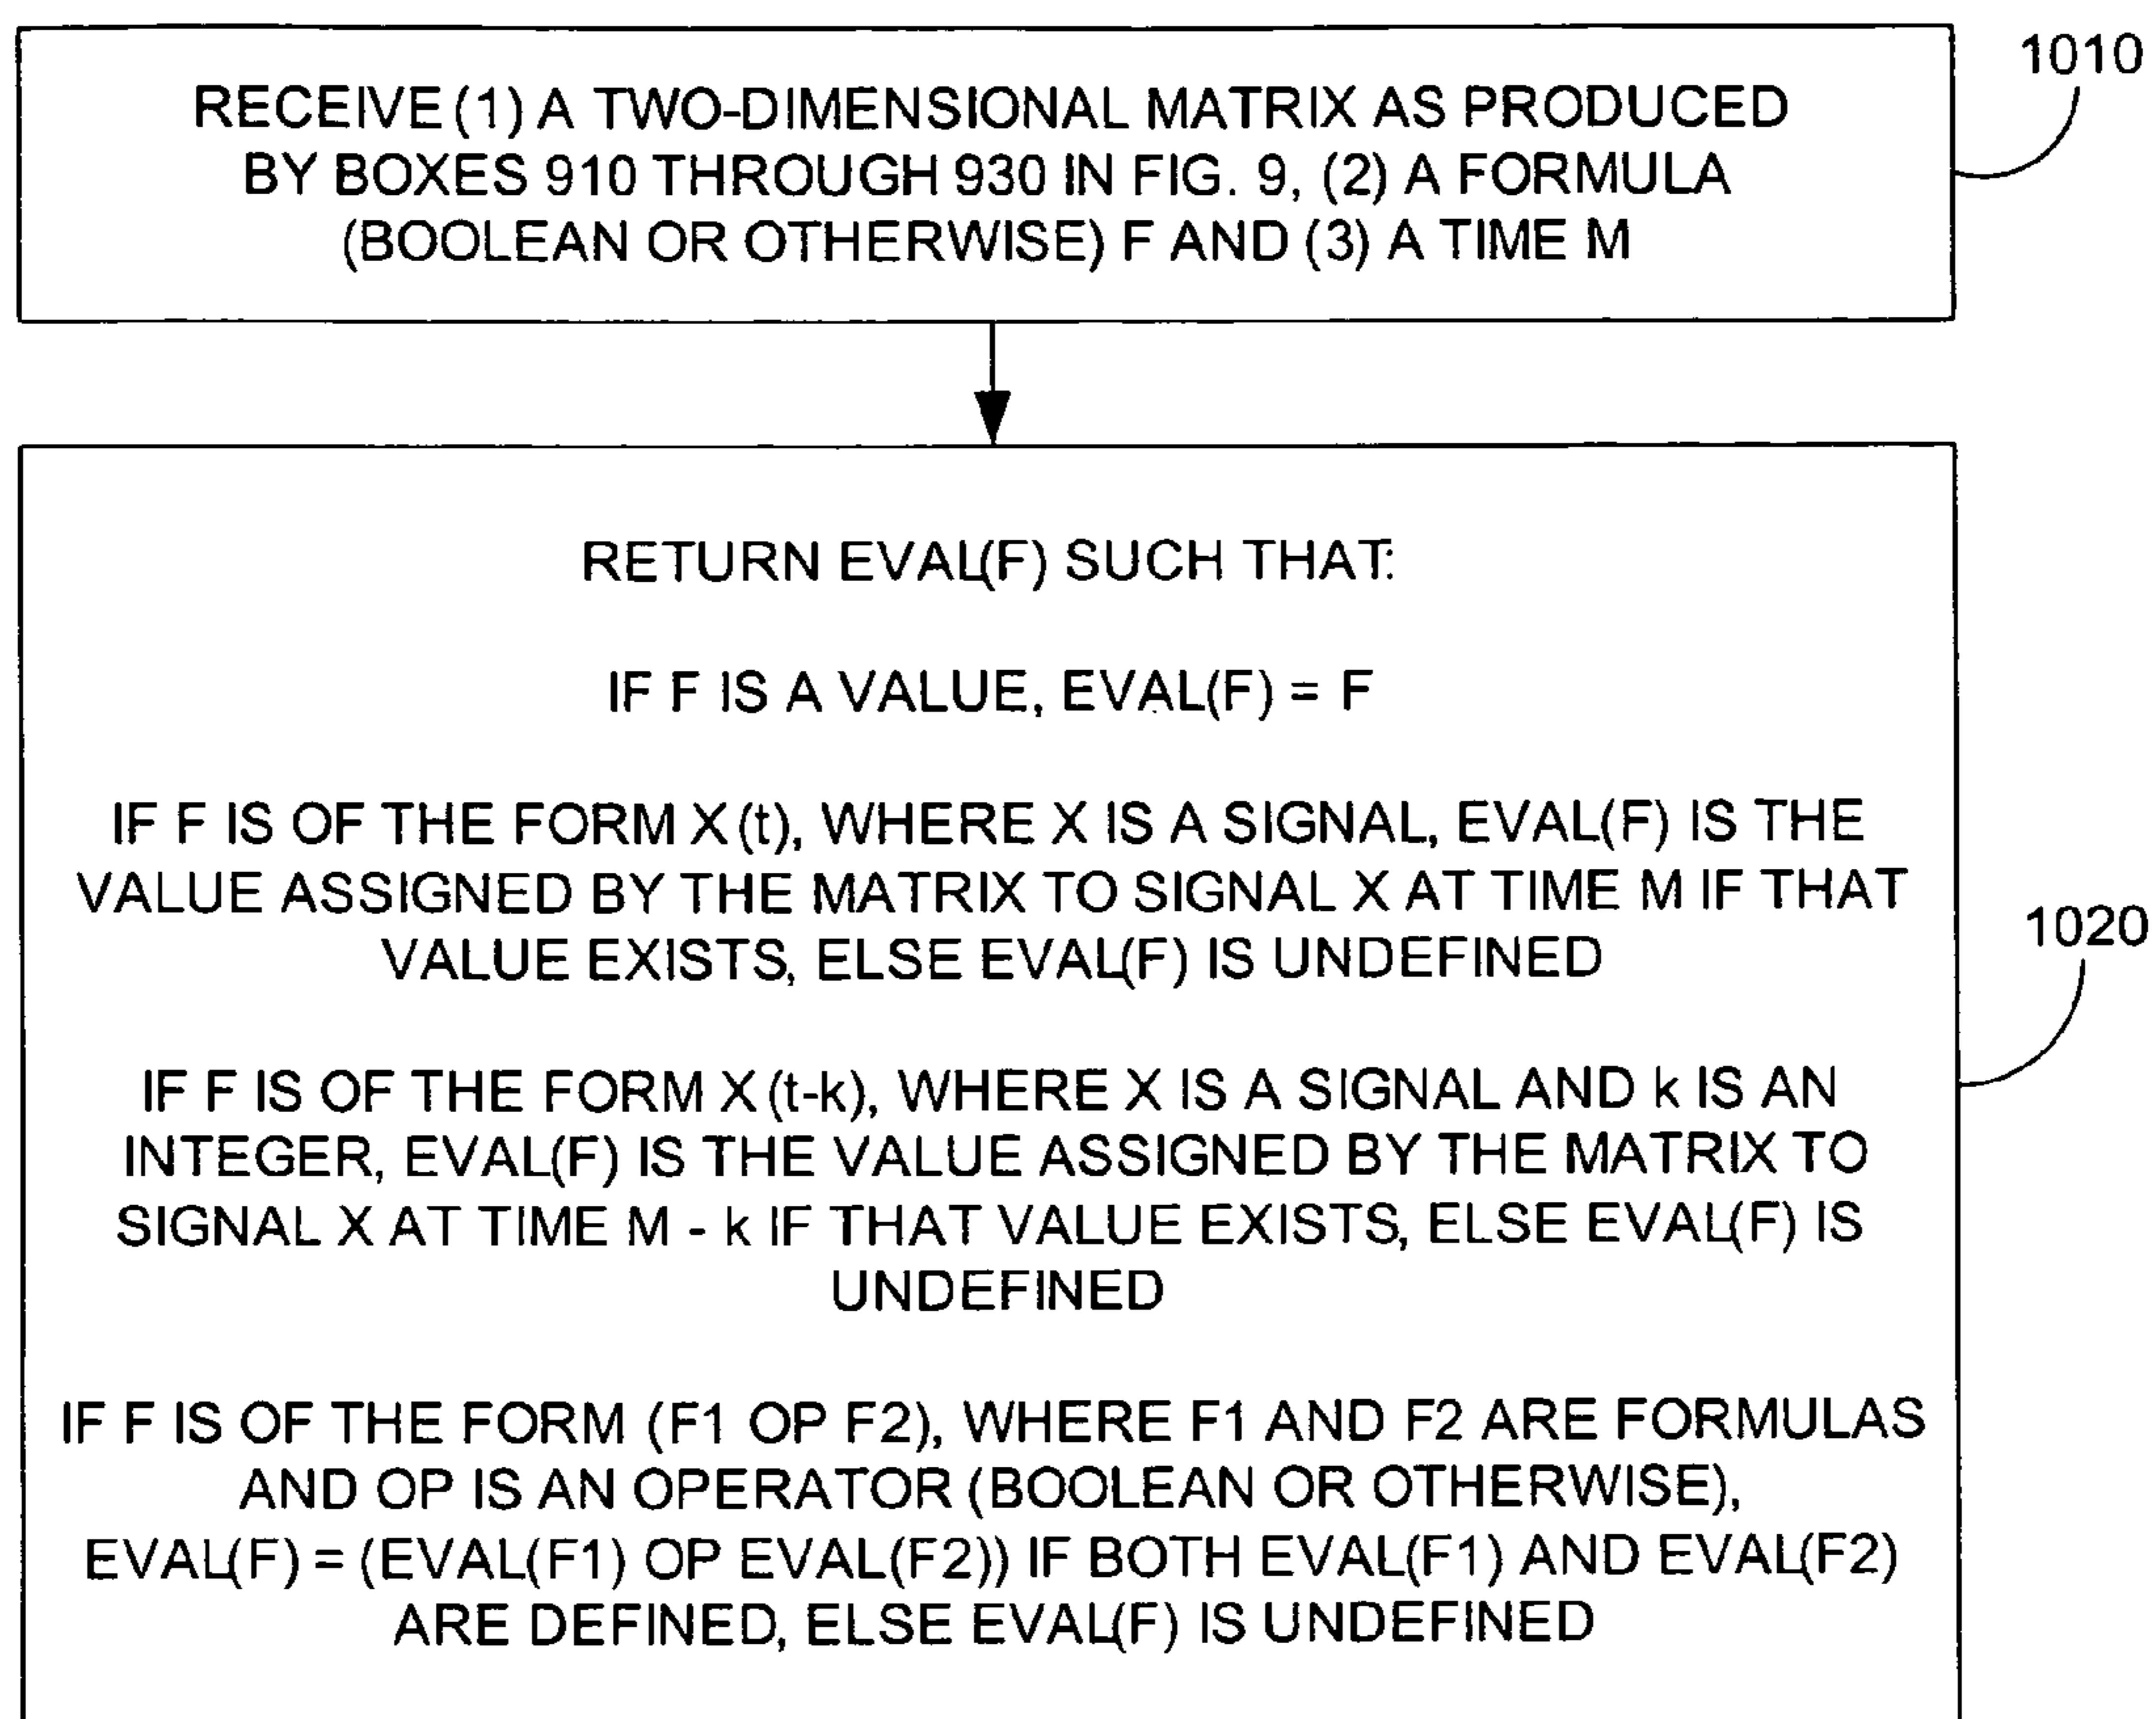 1010
RECEIVE (1) A TWO-DIMENSIONAL MATRIX AS PRODUCED
BY BOXES 910 THROUGH 930 IN FIG. 9, (2) A FORMULA
(BOOLEAN OR OTHERWISE) F AND (3) A TIME M
RETURN EVAL(F) SUCH THAT:
IF F IS A VALUE, EVAL(F) = F
IF F IS OF THE FORM X (t), WHERE X IS A SIGNAL, EVAL(F) IS THE
VALUE ASSIGNED BY THE MATRIX TO SIGNAL X AT TIME M IF THAT
VALUE EXISTS, ELSE EVAL(F) IS UNDEFINED
1020
IF F IS OF THE FORM X (t-k), WHERE X IS A SIGNAL AND k IS AN
INTEGER, EVAL(F) IS THE VALUE ASSIGNED BY THE MATRIX TO
SIGNAL X AT TIME M - k IF THAT VALUE EXISTS, ELSE EVAL(F) IS
UNDEFINED
IF F IS OF THE FORM (F1 OP F2), WHERE F1 AND F2 ARE FORMULAS
AND OP IS AN OPERATOR (BOOLEAN OR OTHERWISE),
EVAL(F) = (EVAL(F1) OP EVAL(F2)) IF BOTH EVAL(F1) AND EVAL(F2)
ARE DEFINED, ELSE EVAL(F) IS UNDEFINED